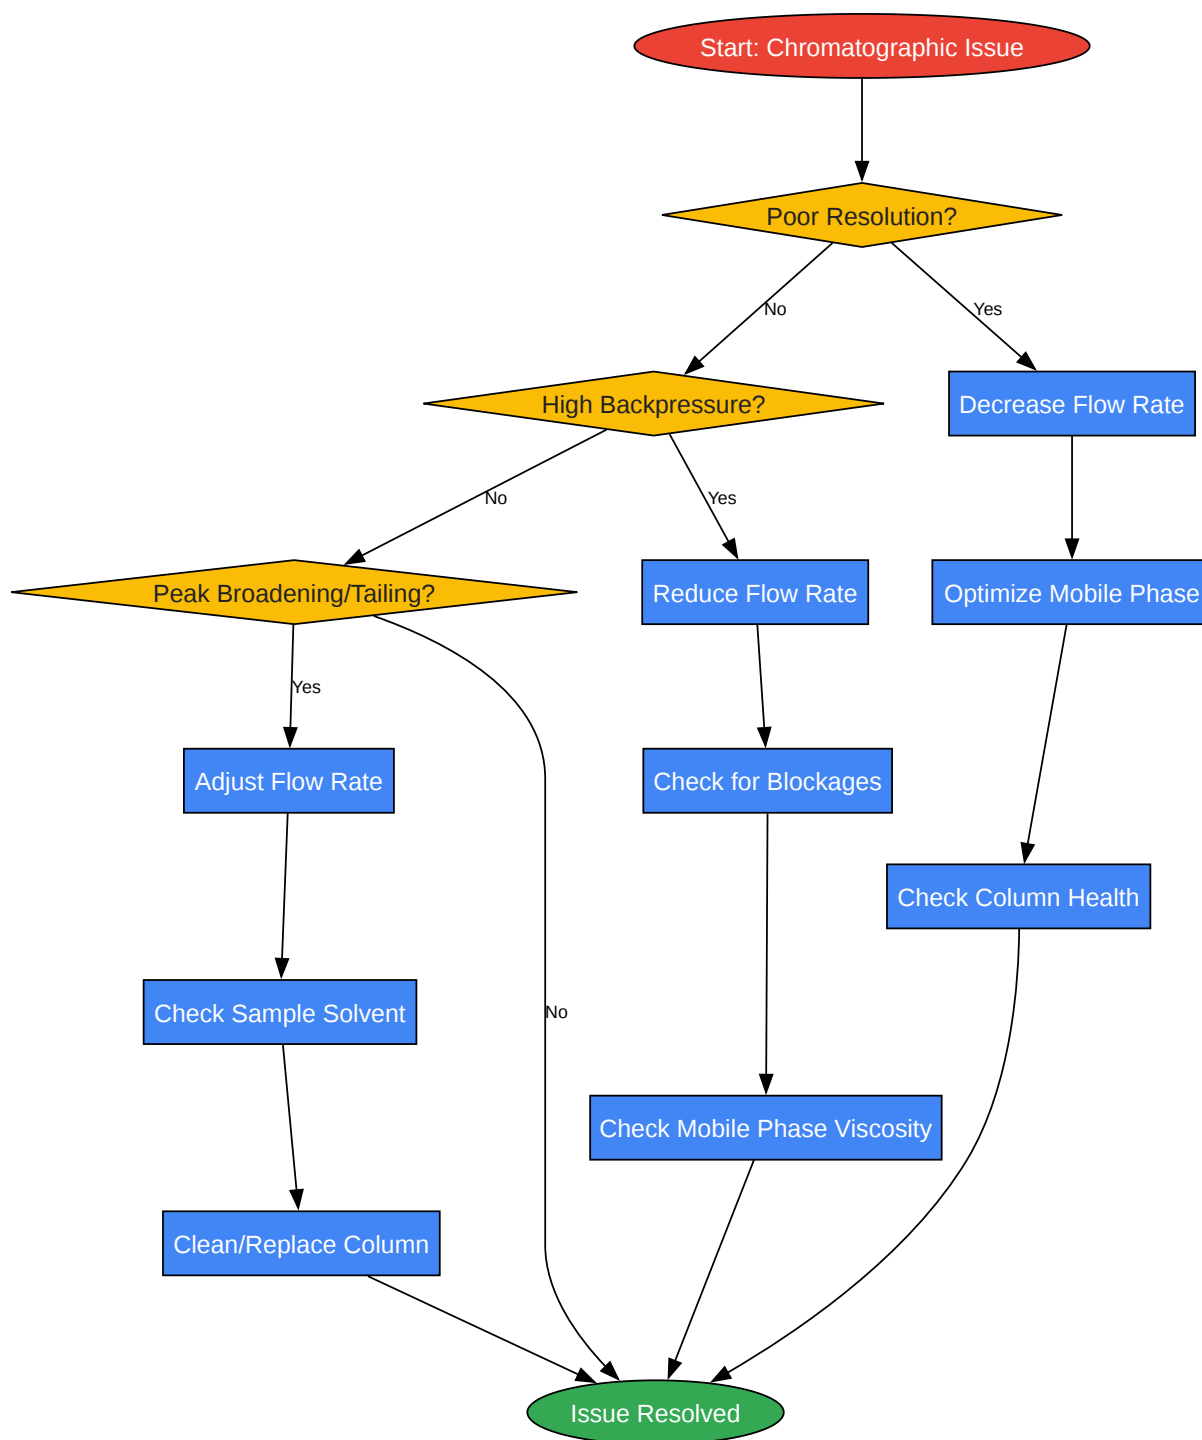 Start: Chromatographic Issue
Poor Resolution?
No
Yes
High Backpressure?
Decrease Flow Rate
No
Yes
Peak Broadening/Tailing?
Reduce Flow Rate
Optimize Mobile Phase
Yes
Adjust Flow Rate
Check for Blockages
Check Column Health
Check Sample Solvent
No
Check Mobile Phase Viscosity
Clean/Replace Column
Issue Resolved